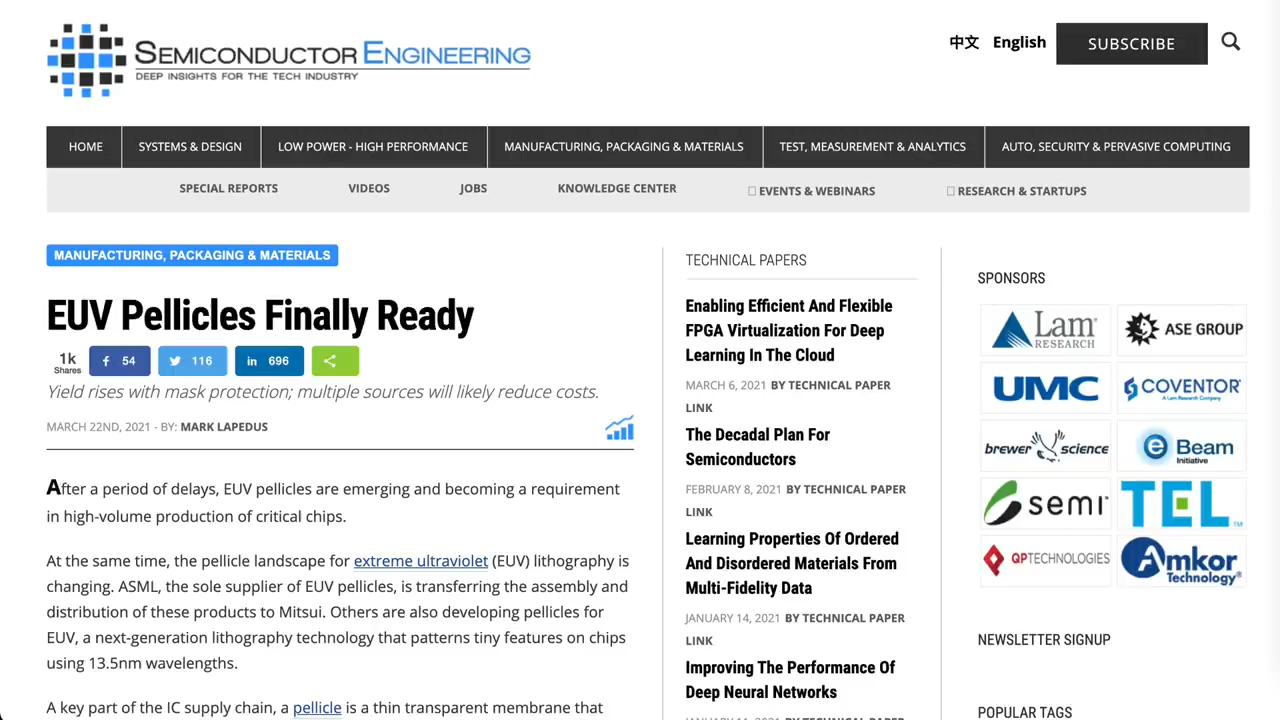 SEMICONDUCTOR ENGINEERING
DEEP INSIGHTS FOR THE TECH INDUSTRY
中文 English SUBSCRIBE
HOME SYSTEMS & DESIGN LOW POWER - HIGH PERFORMANCE MANUFACTURING, PACKAGING & MATERIALS TEST, MEASUREMENT & ANALYTICS AUTO, SECURITY & PERVASIVE COMPUTING
SPECIAL REPORTS VIDEOS JOBS KNOWLEDGE CENTER EVENTS & WEBINARS RESEARCH & STARTUPS
MANUFACTURING, PACKAGING & MATERIALS
EUV Pellicles Finally Ready
1k
Shares
54
116
in 696
Yield rises with mask protection; multiple sources will likely reduce costs.
MARCH 22ND, 2021 - BY: MARK LAPEDUS
After a period of delays, EUV pellicles are emerging and becoming a requirement
in high-volume production of critical chips.
At the same time, the pellicle landscape for extreme ultraviolet (EUV) lithography is
changing. ASML, the sole supplier of EUV pellicles, is transferring the assembly and
distribution of these products to Mitsui. Others are also developing pellicles for
EUV, a next-generation lithography technology that patterns tiny features on chips
using 13.5nm wavelengths.
A key part of the IC supply chain, a pellicle is a thin transparent membrane that
TECHNICAL PAPERS
Enabling Efficient And Flexible
FPGA Virtualization For Deep
Learning In The Cloud
MARCH 6, 2021 BY TECHNICAL PAPER
LINK
The Decadal Plan For
Semiconductors
FEBRUARY 8, 2021 BY TECHNICAL PAPER
LINK
Learning Properties Of Ordered
And Disordered Materials From
Multi-Fidelity Data
JANUARY 14, 2021 BY TECHNICAL PAPER
LINK
Improving The Performance Of
Deep Neural Networks
SPONSORS
Lam
RESEARCH
ASE GROUP
UMC
COVENTOR
A Lam Research Company
brewer science
eBeam
Initiative
semi
TEL
QPTECHNOLOGIES
Amkor
Technology
NEWSLETTER SIGNUP
POPULAR TAGS